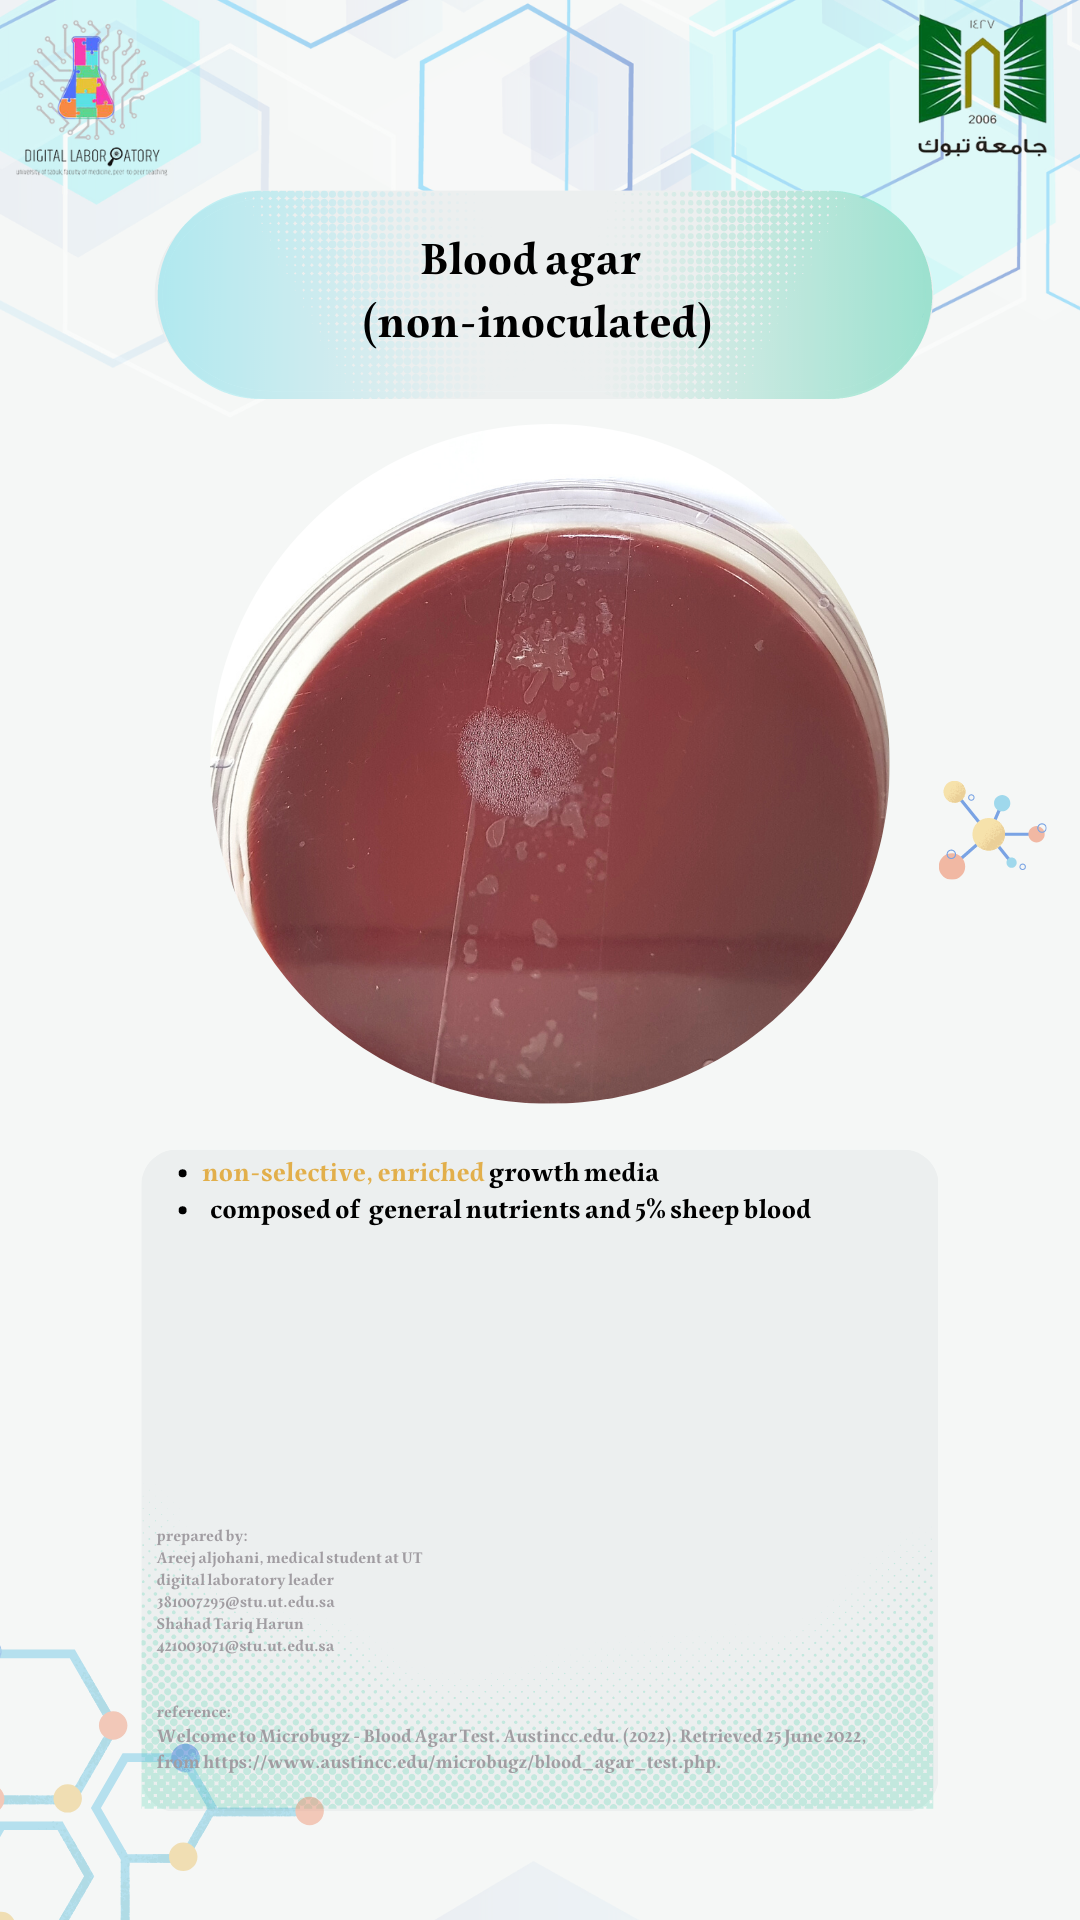 DIGITAL LABORATORY
university of tabuk, faculty of medicine, peer-to-peer teaching
١٤٢٧
2006
جامعة تبوك
Blood agar
(non-inoculated)
• non-selective, enriched growth media
• composed of general nutrients and 5% sheep blood
prepared by:
Areej aljohani, medical student at UT
digital laboratory leader
381007295@stu.ut.edu.sa
Shahad Tariq Harun
421003071@stu.ut.edu.sa
reference:
Welcome to Microbugz - Blood Agar Test. Austincc.edu. (2022). Retrieved 25 June 2022,
from https://www.austincc.edu/microbugz/blood_agar_test.php.